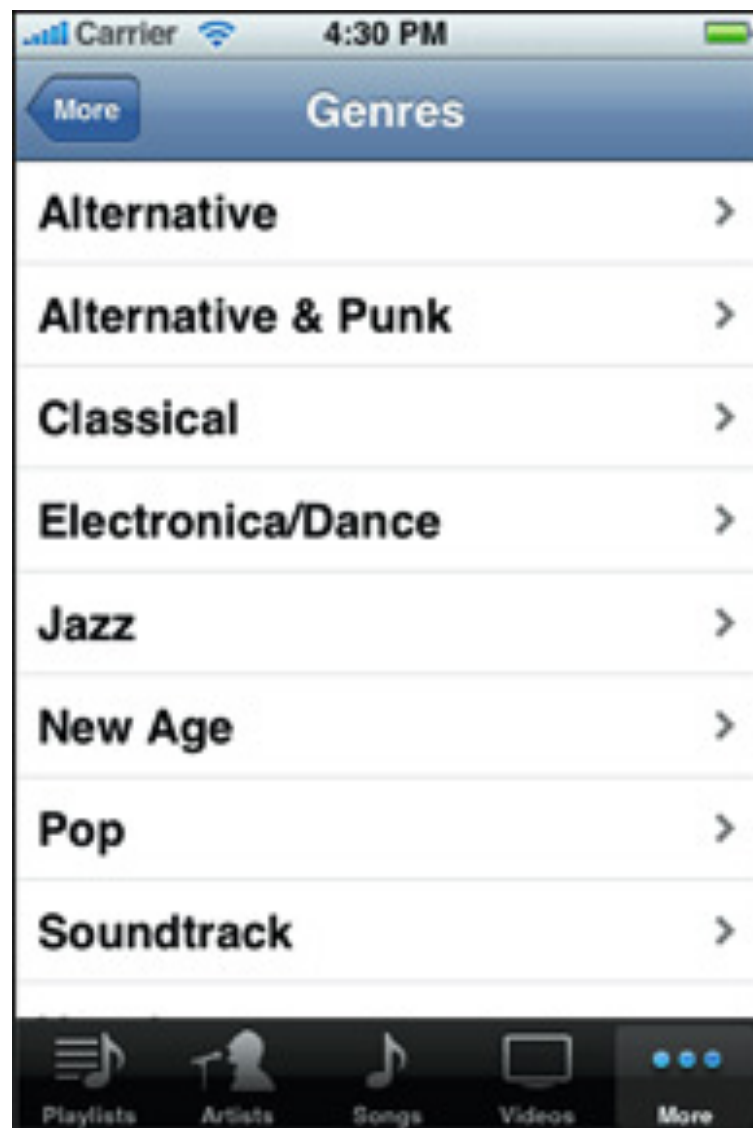 Carrier 4:30 PM
More Genres
Alternative
Alternative & Punk
Classical
Electronica/Dance
Jazz
New Age
Pop
Soundtrack
Playlists Artists Songs Videos More